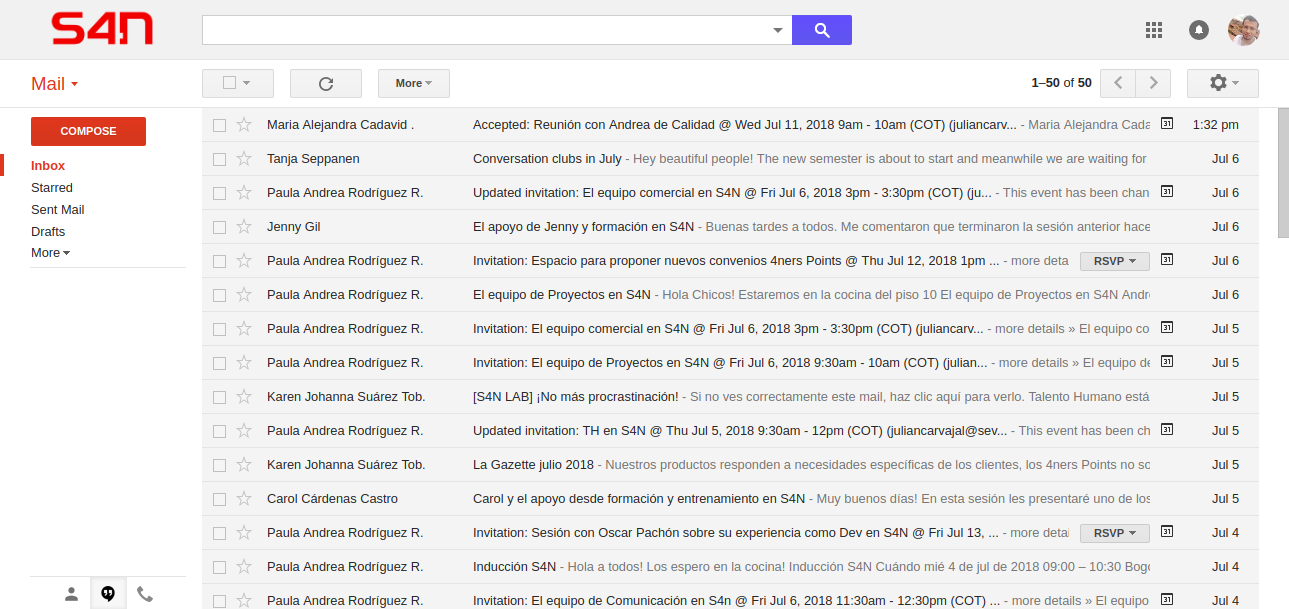 S4N
Mail
More
1–50 of 50
COMPOSE
Inbox
Starred
Sent Mail
Drafts
More
Maria Alejandra Cadavid . Accepted: Reunión con Andrea de Calidad @ Wed Jul 11, 2018 9am - 10am (COT) (juliancarv... - Maria Alejandra Cada 31 1:32 pm
Tanja Seppanen Conversation clubs in July - Hey beautiful people! The new semester is about to start and meanwhile we are waiting for Jul 6
Paula Andrea Rodríguez R. Updated invitation: El equipo comercial en S4N @ Fri Jul 6, 2018 3pm - 3:30pm (COT) (ju... - This event has been chan 31 Jul 6
Jenny Gil El apoyo de Jenny y formación en S4N - Buenas tardes a todos. Me comentaron que terminaron la sesión anterior hace Jul 6
Paula Andrea Rodríguez R. Invitation: Espacio para proponer nuevos convenios 4ners Points @ Thu Jul 12, 2018 1pm ... - more deta RSVP 31 Jul 6
Paula Andrea Rodríguez R. El equipo de Proyectos en S4N - Hola Chicos! Estaremos en la cocina del piso 10 El equipo de Proyectos en S4N Andr Jul 6
Paula Andrea Rodríguez R. Invitation: El equipo comercial en S4N @ Fri Jul 6, 2018 3pm - 3:30pm (COT) (juliancarv... - more details » El equipo co 31 Jul 5
Paula Andrea Rodríguez R. Invitation: El equipo de Proyectos en S4N @ Fri Jul 6, 2018 9:30am - 10am (COT) (julian... - more details » El equipo de 31 Jul 5
Karen Johanna Suárez Tob. [S4N LAB] ¡No más procrastinación! - Si no ves correctamente este mail, haz clic aquí para verlo. Talento Humano está Jul 5
Paula Andrea Rodríguez R. Updated invitation: TH en S4N @ Thu Jul 5, 2018 9:30am - 12pm (COT) (juliancarvajal@sev... - This event has been ch 31 Jul 5
Karen Johanna Suárez Tob. La Gazette julio 2018 - Nuestros productos responden a necesidades específicas de los clientes, los 4ners Points no so Jul 5
Carol Cárdenas Castro Carol y el apoyo desde formación y entrenamiento en S4N - Muy buenos días! En esta sesión les presentaré uno de los Jul 5
Paula Andrea Rodríguez R. Invitation: Sesión con Oscar Pachón sobre su experiencia como Dev en S4N @ Fri Jul 13, ... - more detai RSVP 31 Jul 4
Paula Andrea Rodríguez R. Inducción S4N - Hola a todos! Los espero en la cocina! Inducción S4N Cuándo mié 4 de jul de 2018 09:00 – 10:30 Bogo Jul 4
Paula Andrea Rodríguez R. Invitation: El equipo de Comunicación en S4n @ Fri Jul 6, 2018 11:30am - 12:30pm (COT) ... - more details » El equipo 31 Jul 4